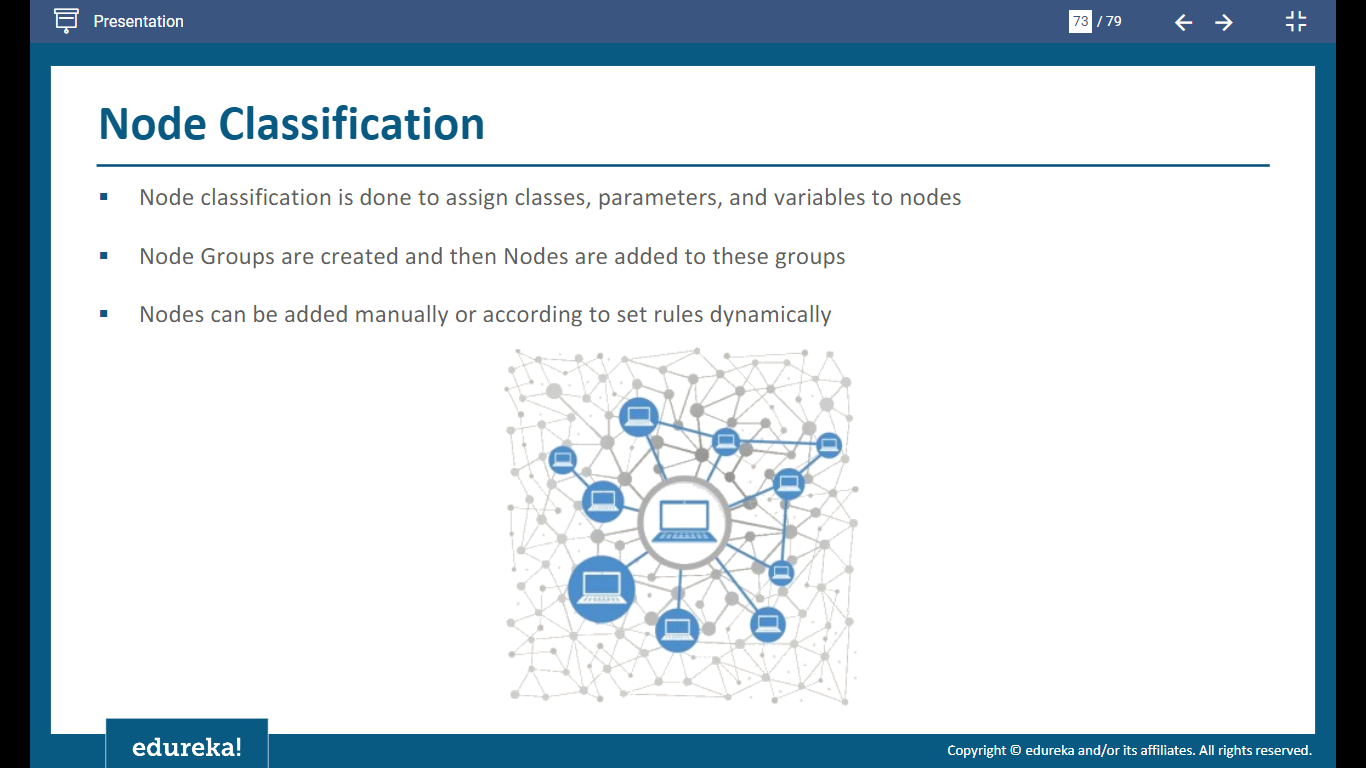 Presentation
73 / 79
Node Classification
▪ Node classification is done to assign classes, parameters, and variables to nodes
▪ Node Groups are created and then Nodes are added to these groups
▪ Nodes can be added manually or according to set rules dynamically
edureka!
Copyright © edureka and/or its affiliates. All rights reserved.